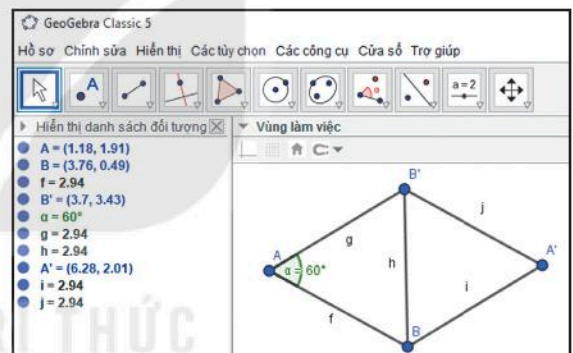 GeoGebra Classic 5
Hồ sơ Chỉnh sửa Hiển thị Các tùy chọn Các công cụ Cửa sổ Trợ giúp
A
α
a = 2
Hiển thị danh sách đối tượng
Vùng làm việc
A = (1.18, 1.91)
B = (3.76, 0.49)
f = 2.94
B' = (3.7, 3.43)
α = 60°
g = 2.94
h = 2.94
A' = (6.28, 2.01)
i = 2.94
j = 2.94
B'
j
g
A
α = 60°
h
A'
i
f
B
RI THỨC